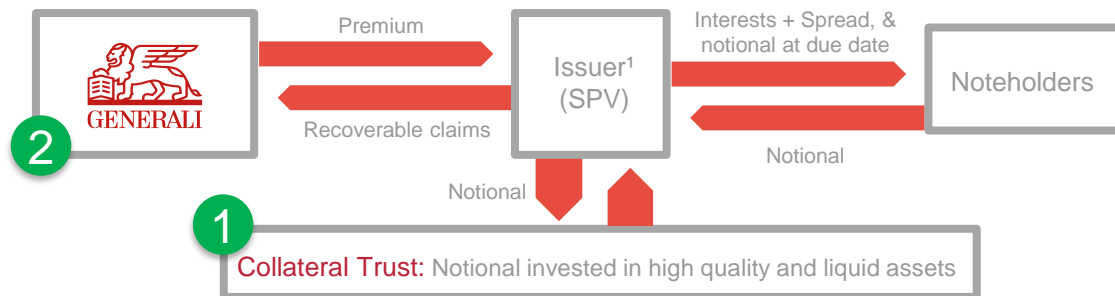 Premium
Interests + Spread, &
notional at due date
GENERALI
Issuer¹
(SPV)
Noteholders
2
Recoverable claims
Notional
Notional
1
Collateral Trust: Notional invested in high quality and liquid assets